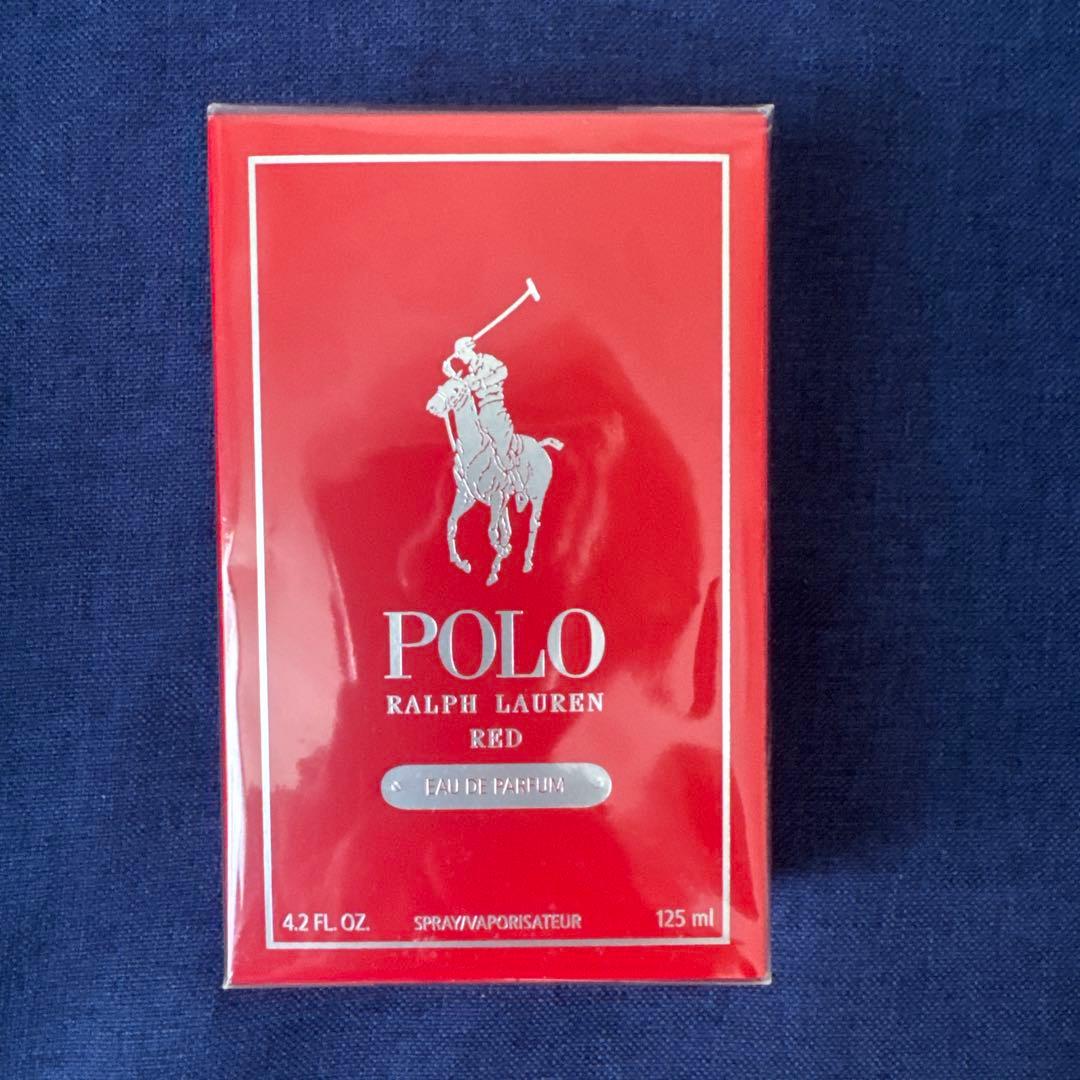 POLO
RALPH LAUREN
RED
EAU DE PARFUM
4.2 FL. OZ. SPRAY/VAPORISATEUR 125 ml